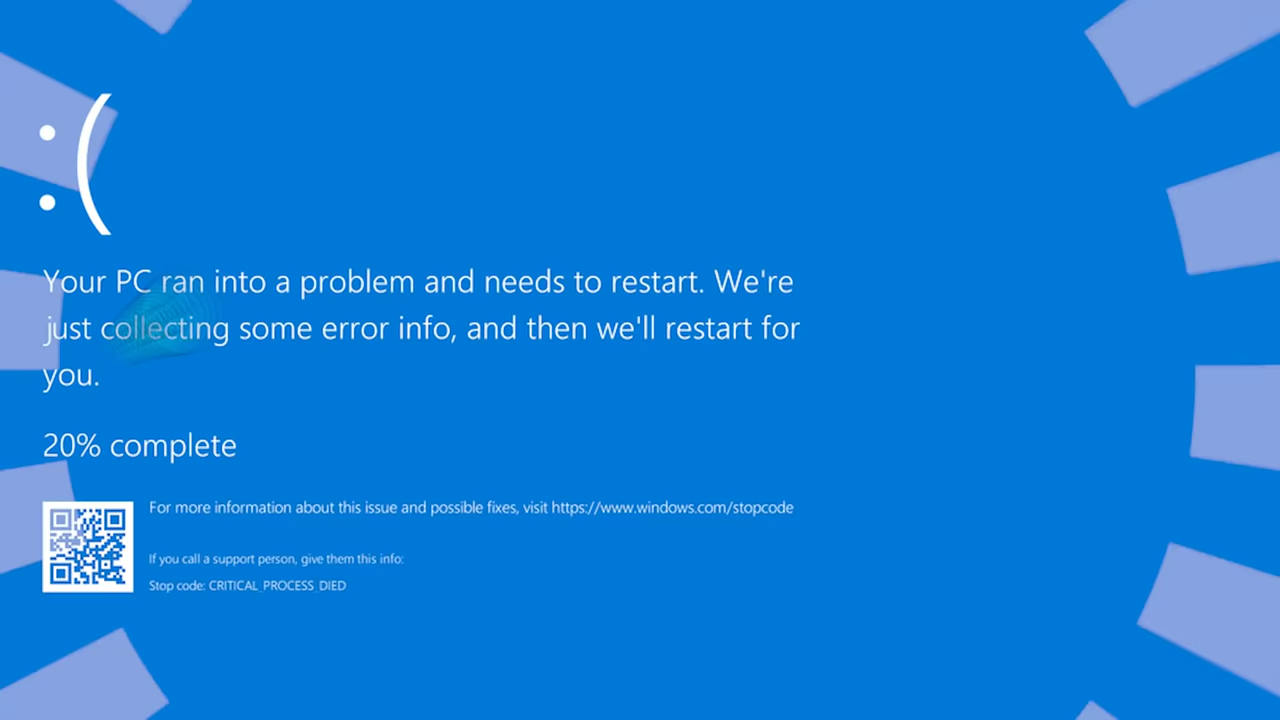 :(
Your PC ran into a problem and needs to restart. We're
just collecting some error info, and then we'll restart for
you.
20% complete
For more information about this issue and possible fixes, visit https://www.windows.com/stopcode
If you call a support person, give them this info:
Stop code: CRITICAL_PROCESS_DIED